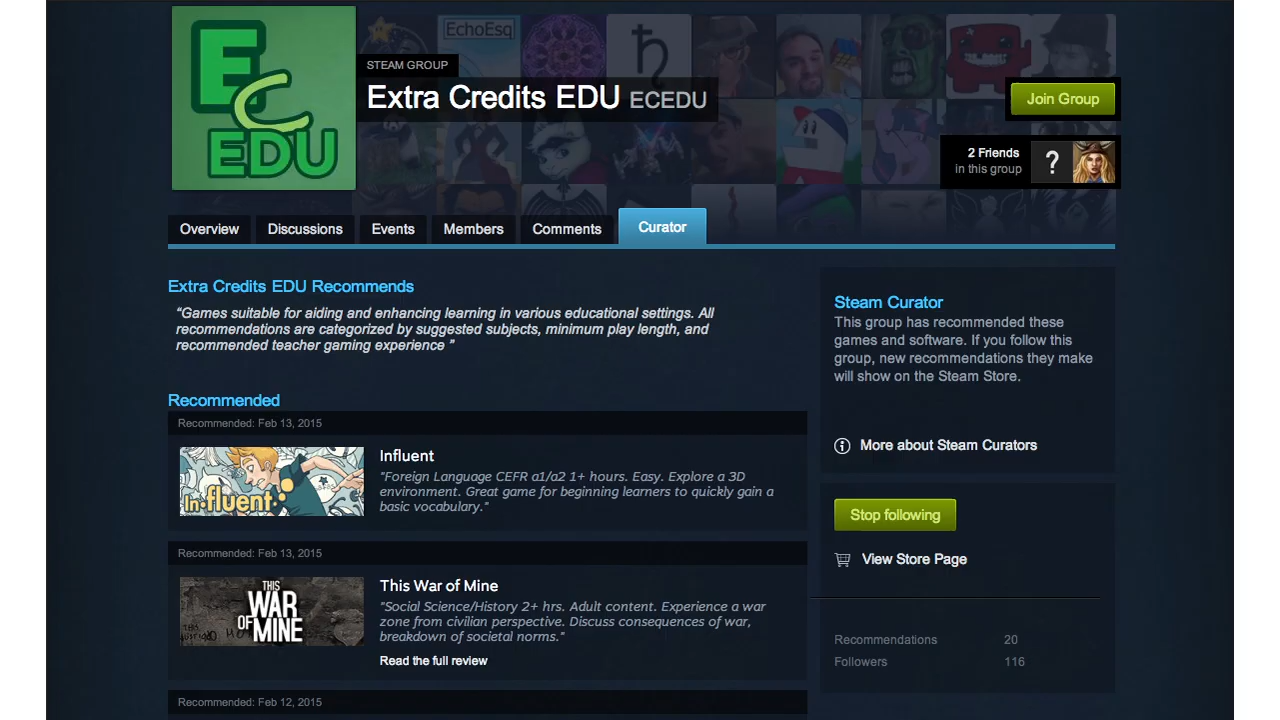 E
C
EDU
EchoEsq
STEAM GROUP
Extra Credits EDU ECEDU
Join Group
2 Friends
in this group
?
Overview
Discussions
Events
Members
Comments
Curator
Extra Credits EDU Recommends
"Games suitable for aiding and enhancing learning in various educational settings. All
recommendations are categorized by suggested subjects, minimum play length, and
recommended teacher gaming experience "
Recommended
Recommended: Feb 13, 2015
In·fluent·
Influent
"Foreign Language CEFR a1/a2 1+ hours. Easy. Explore a 3D
environment. Great game for beginning learners to quickly gain a
basic vocabulary."
Recommended: Feb 13, 2015
THIS
WAR
OF MINE
This War of Mine
"Social Science/History 2+ hrs. Adult content. Experience a war
zone from civilian perspective. Discuss consequences of war,
breakdown of societal norms."
Read the full review
Recommended: Feb 12, 2015
Steam Curator
This group has recommended these
games and software. If you follow this
group, new recommendations they make
will show on the Steam Store.
More about Steam Curators
Stop following
View Store Page
Recommendations 20
Followers 116